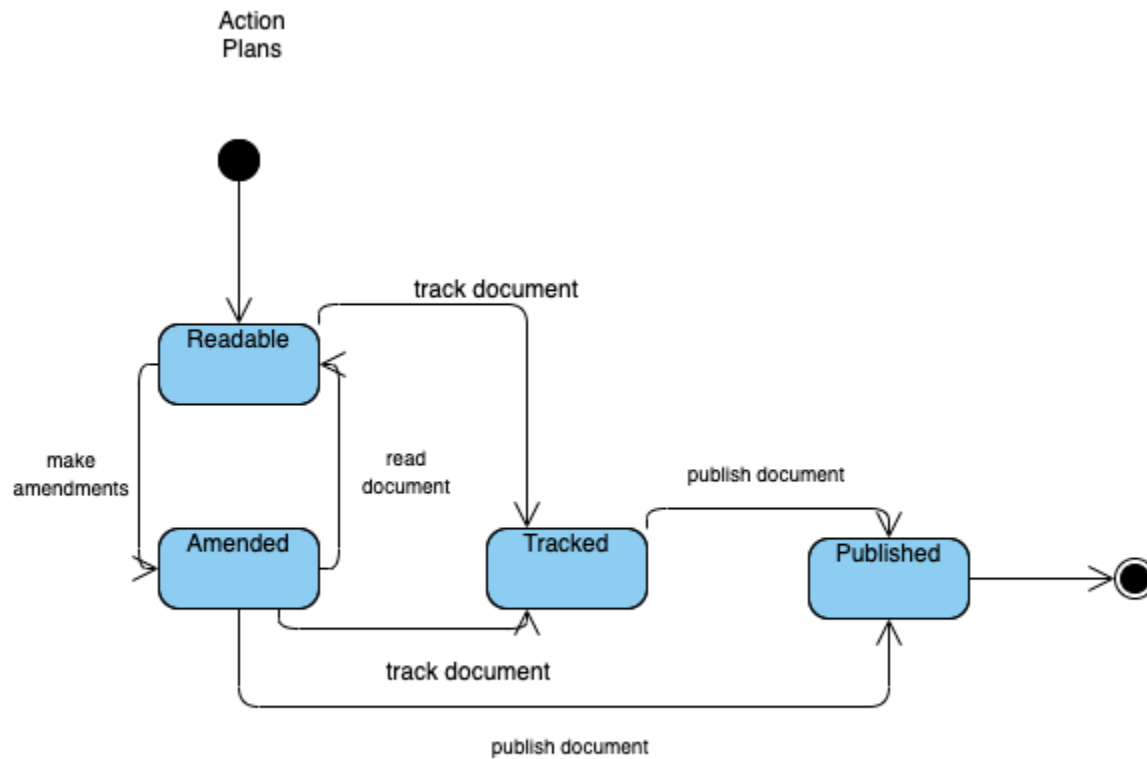 Action
Plans
track document
Readable
make
amendments
read
document
publish document
Amended
Tracked
Published
track document
publish document